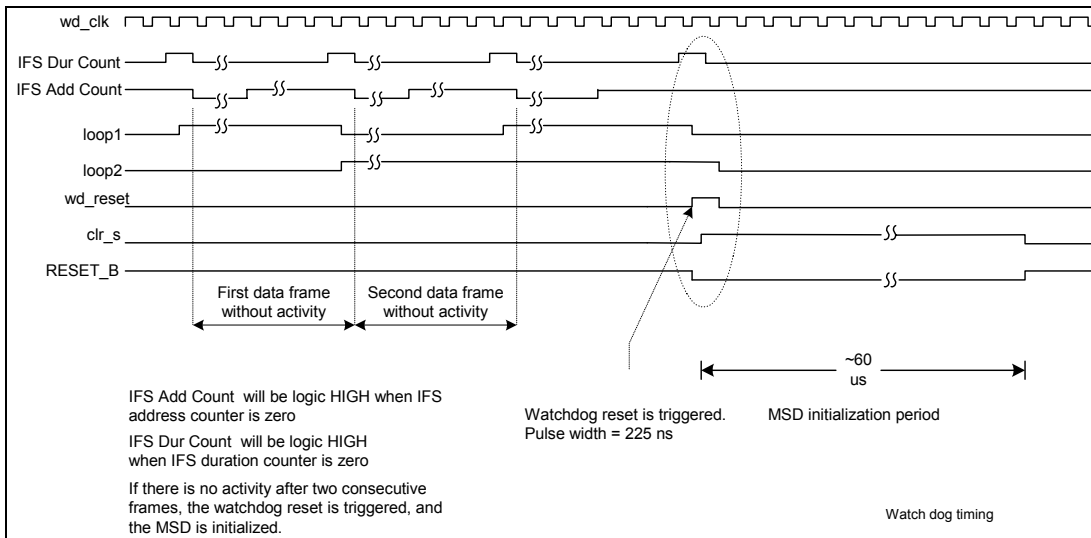 wd_clk
IFS Dur Count
IFS Add Count
loop1
loop2
wd_reset
clr_s
RESET_B
First data frame
without activity
Second data frame
without activity
~60
us
IFS Add Count will be logic HIGH when IFS
address counter is zero
IFS Dur Count will be logic HIGH
when IFS duration counter is zero
If there is no activity after two consecutive
frames, the watchdog reset is triggered, and
the MSD is initialized.
Watchdog reset is triggered.
Pulse width = 225 ns
MSD initialization period
Watch dog timing